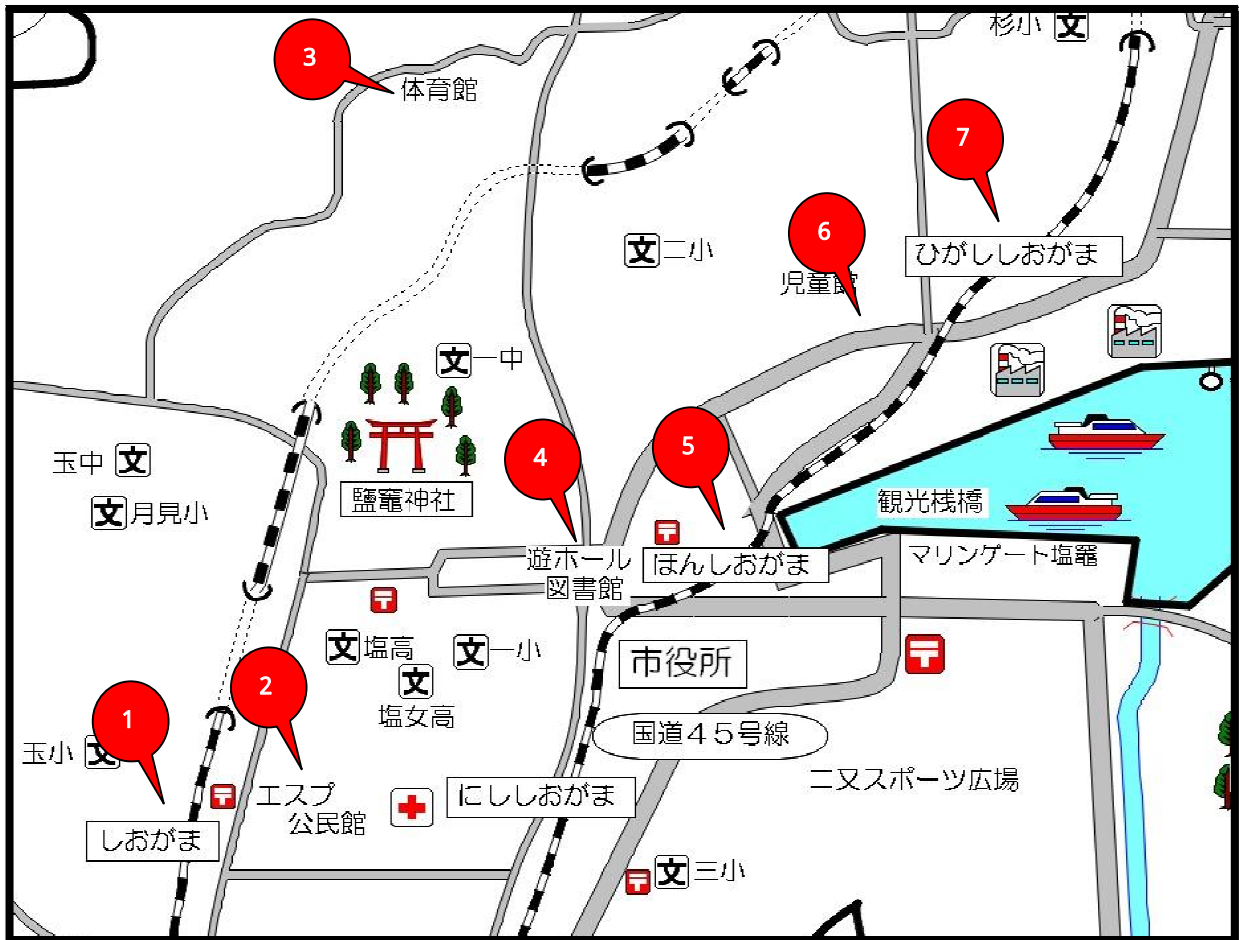 杉小 文
3
体育館
7
6
ひがししおがま
文 二小
児童館
文 一中
玉中 文
文 月見小
鹽竈神社
4
5
観光桟橋
遊ホール
図書館
ほんしおがま
マリンゲート塩竈
文 塩高
文 一小
文
塩女高
市役所
1
2
玉小 文
国道45号線
エスプ
公民館
にししおがま
二又スポーツ広場
しおがま
文 三小